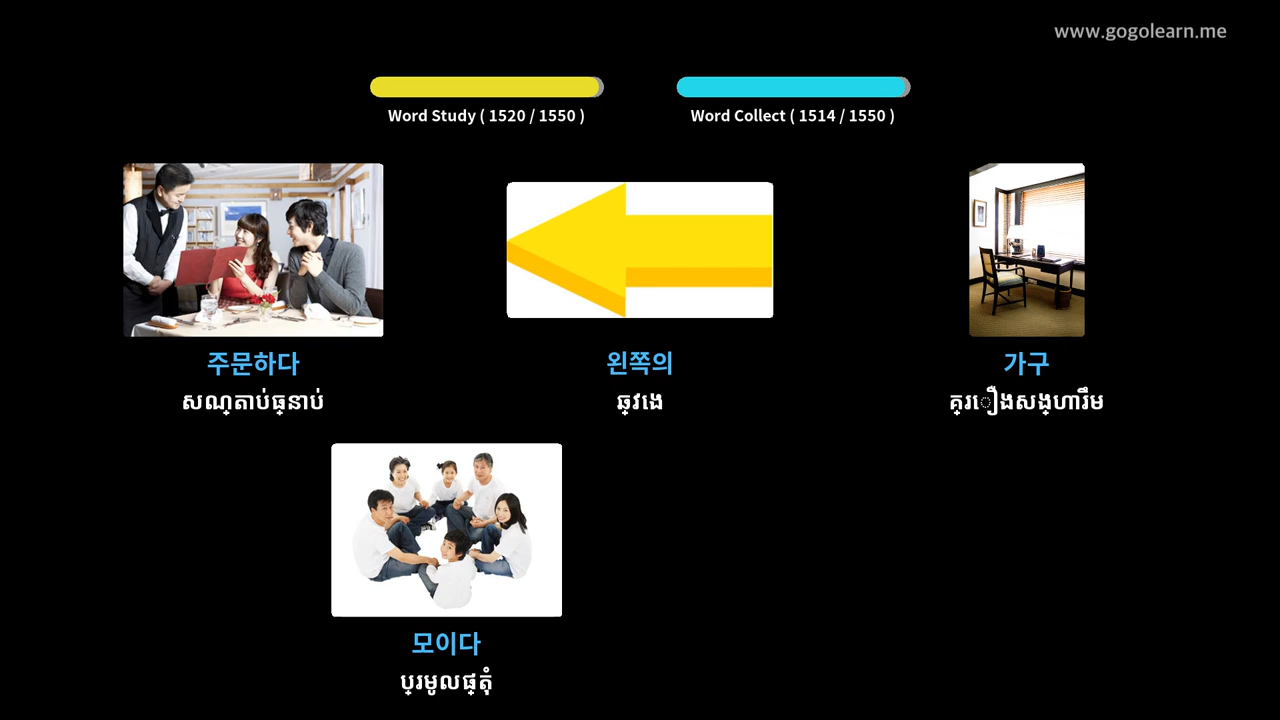 www.gogolearn.me
Word Study ( 1520 / 1550 )
Word Collect ( 1514 / 1550 )
주문하다
왼쪽의
가구
សណ្តាប់ធ្នាប់
ឆ្វេង
គ្រឿងសង្ហារឹម
모이다
ប្រមូលផ្តុំ